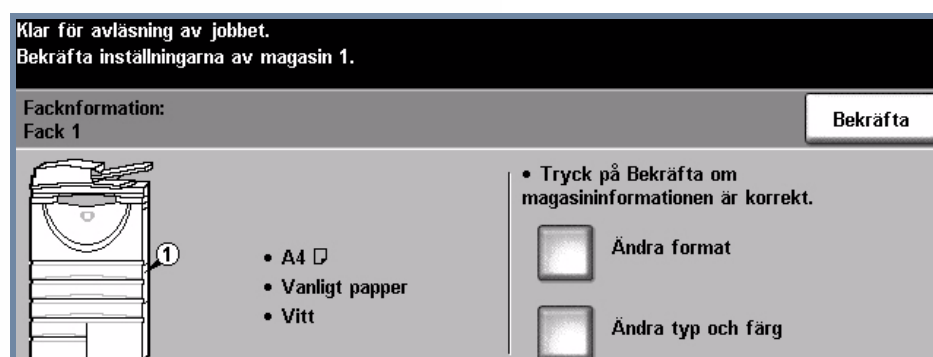 Klar för avläsning av jobbet.
Bekräfta inställningarna av magasin 1.
Facknformation:
Fack 1
Bekräfta
• Tryck på Bekräfta om
magasininformationen är korrekt.
1
• A4
• Vanligt papper
• Vitt
Ändra format
Ändra typ och färg